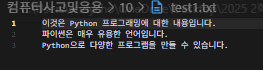 컴퓨터사고및응용 > 10 > test1.txt
1 이것은 Python 프로그래밍에 대한 내용입니다.
2 파이썬은 매우 유용한 언어입니다.
3 Python으로 다양한 프로그램을 만들 수 있습니다.